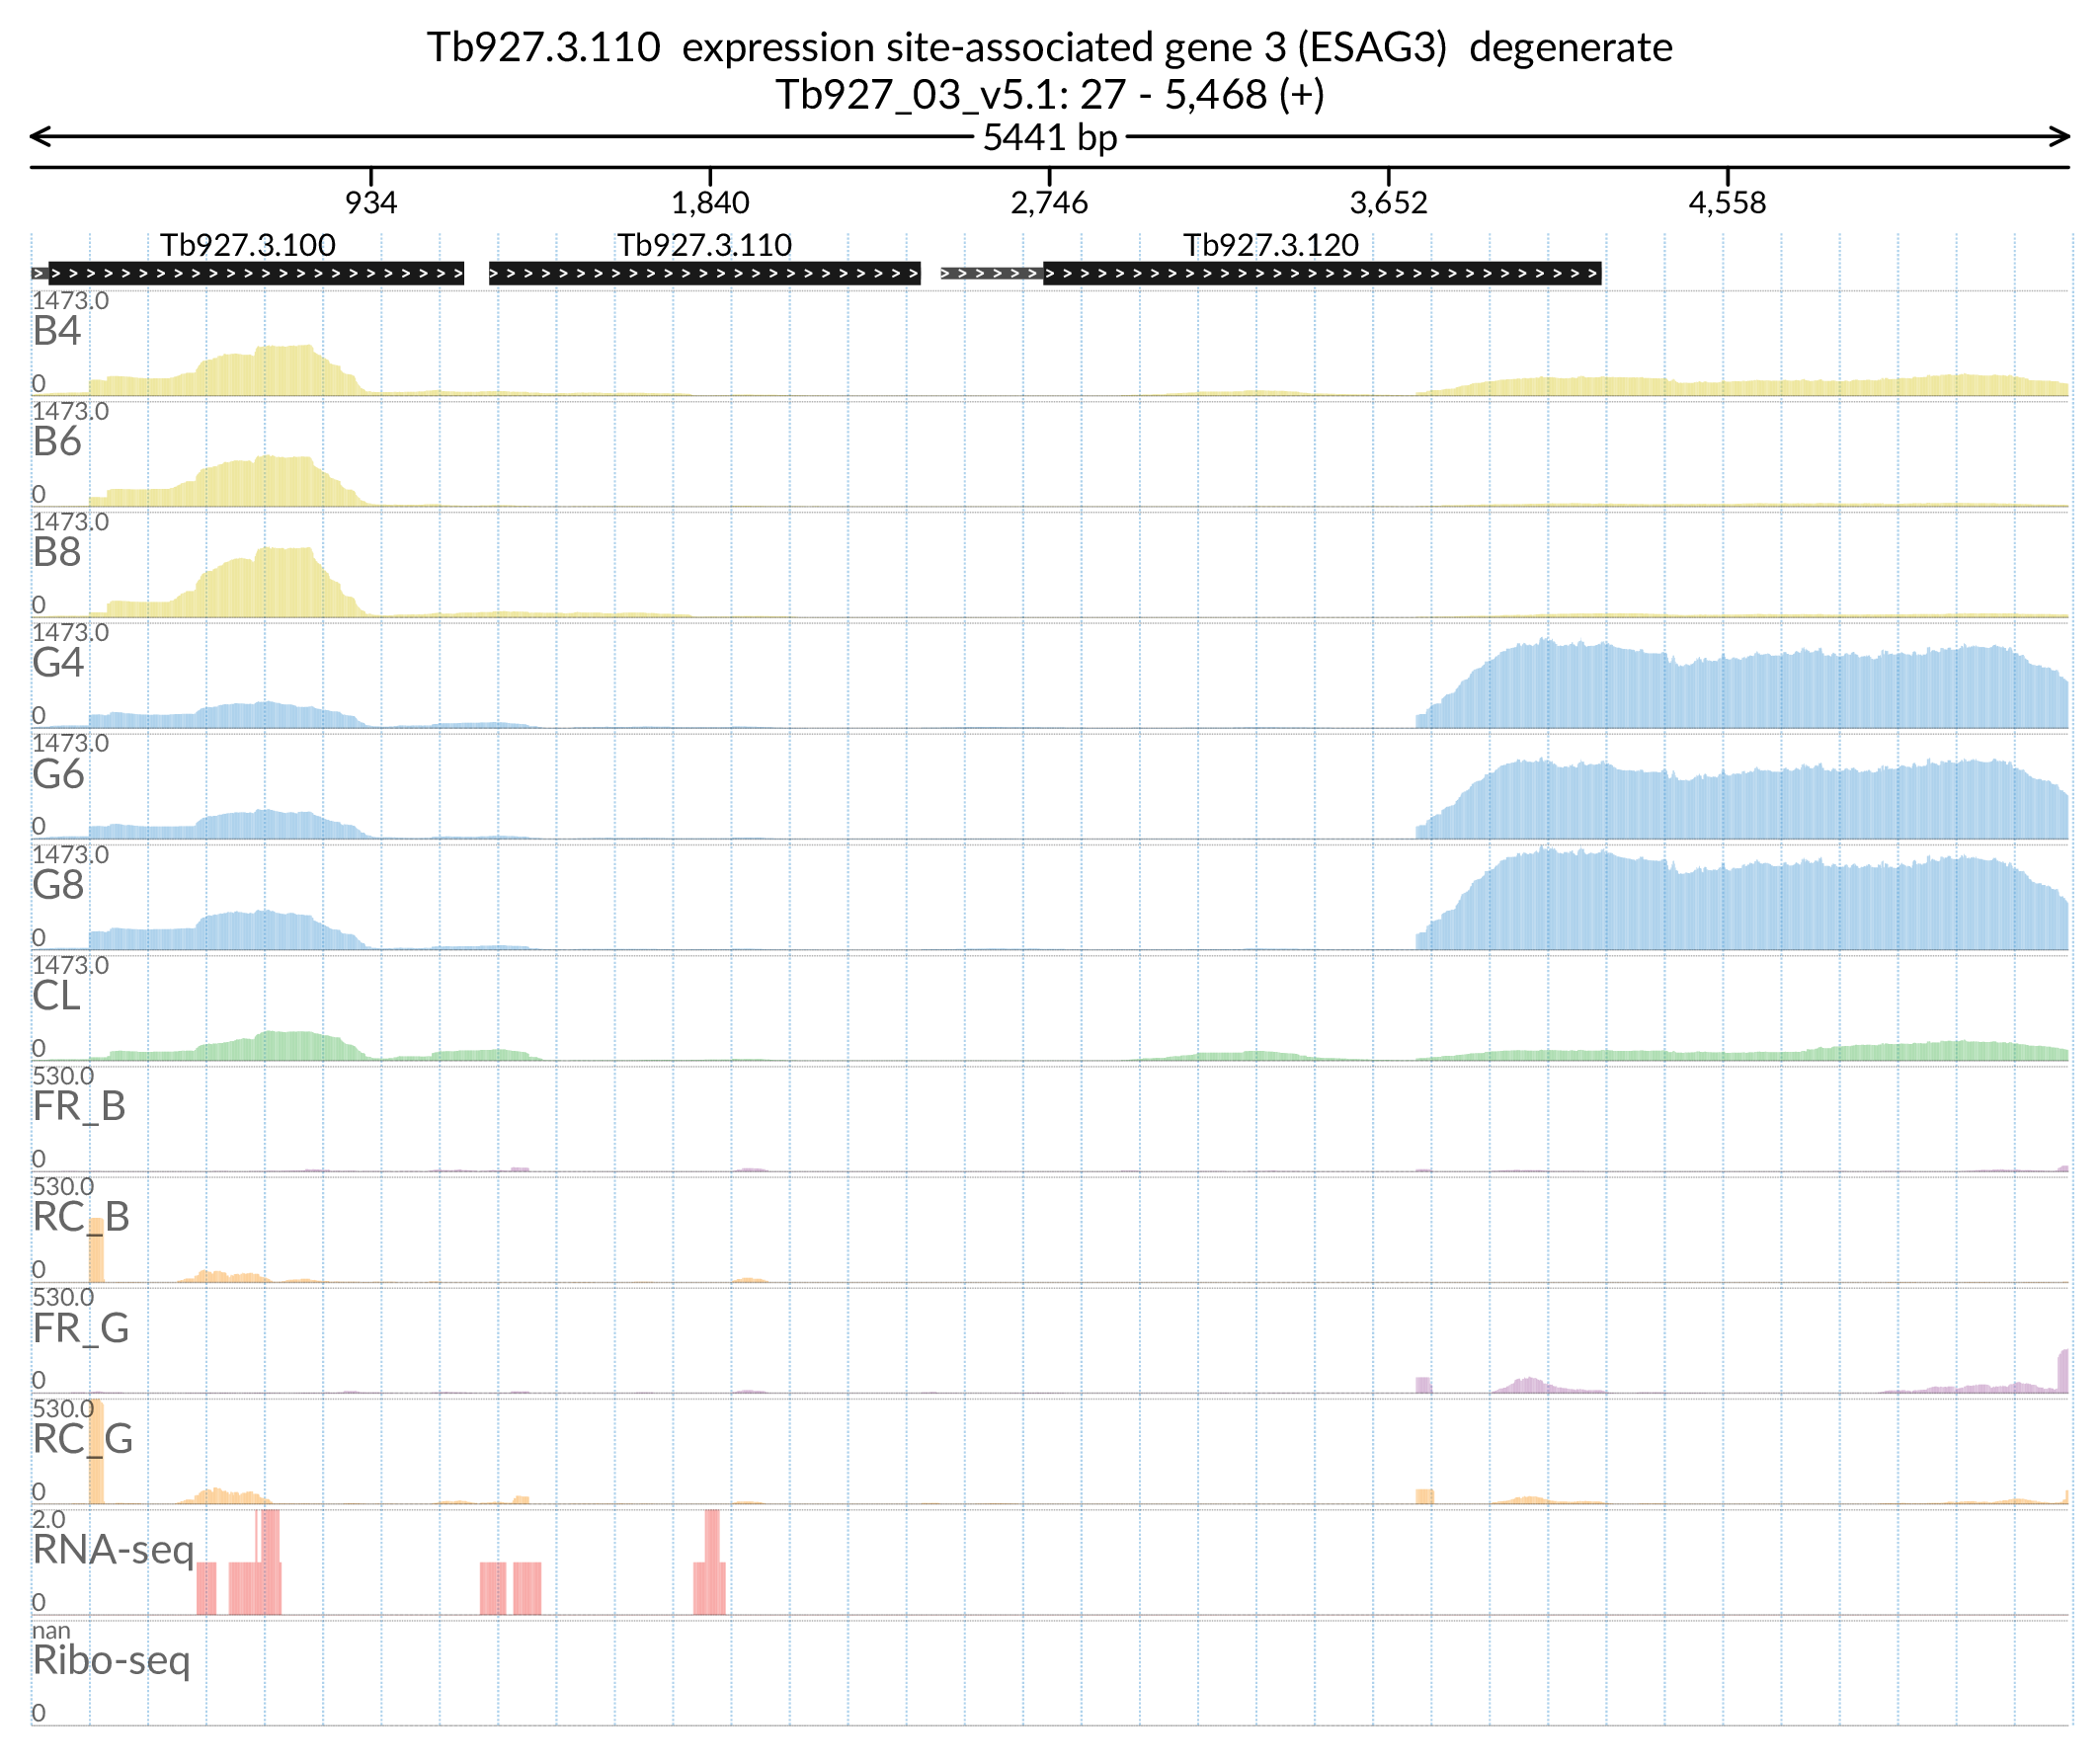 Tb927.3.110  expression site-associated gene 3 (ESAG3)  degenerate
Tb927_03_v5.1: 27 - 5,468 (+)
5441 bp
934 1,840 2,746 3,652 4,558
Tb927.3.100 Tb927.3.110 Tb927.3.120
1473.0
B4
0
1473.0
B6
0
1473.0
B8
0
1473.0
G4
0
1473.0
G6
0
1473.0
G8
0
1473.0
CL
0
530.0
FR_B
0
530.0
RC_B
0
530.0
FR_G
0
530.0
RC_G
0
2.0
RNA-seq
0
nan
Ribo-seq
0